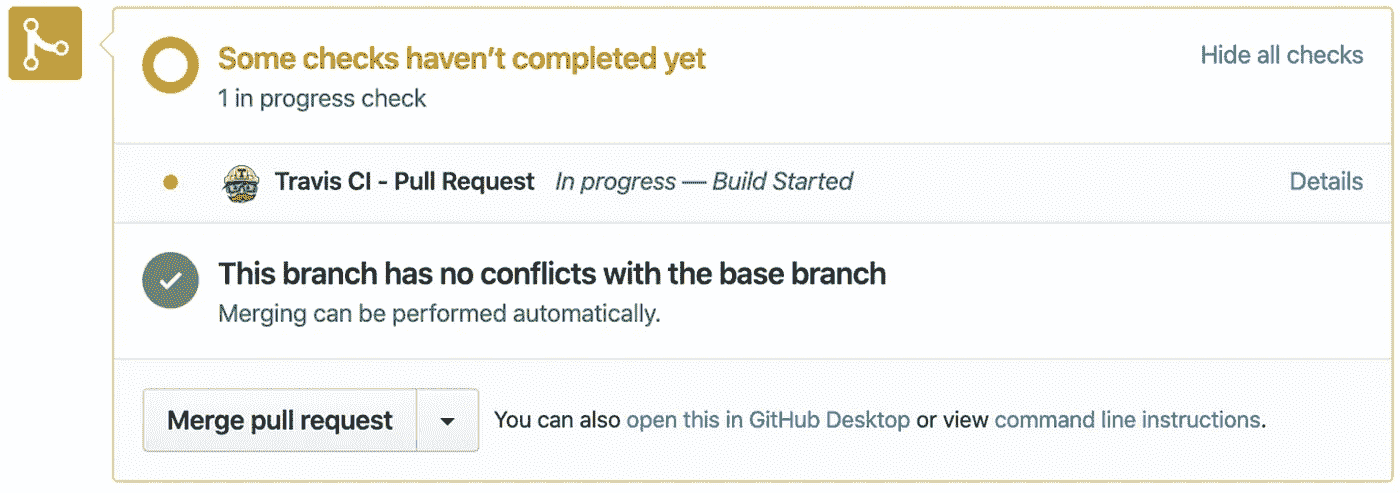 Some checks haven't completed yet
Hide all checks
1 in progress check
Travis CI - Pull Request In progress — Build Started
Details
This branch has no conflicts with the base branch
Merging can be performed automatically.
Merge pull request
You can also open this in GitHub Desktop or view command line instructions.